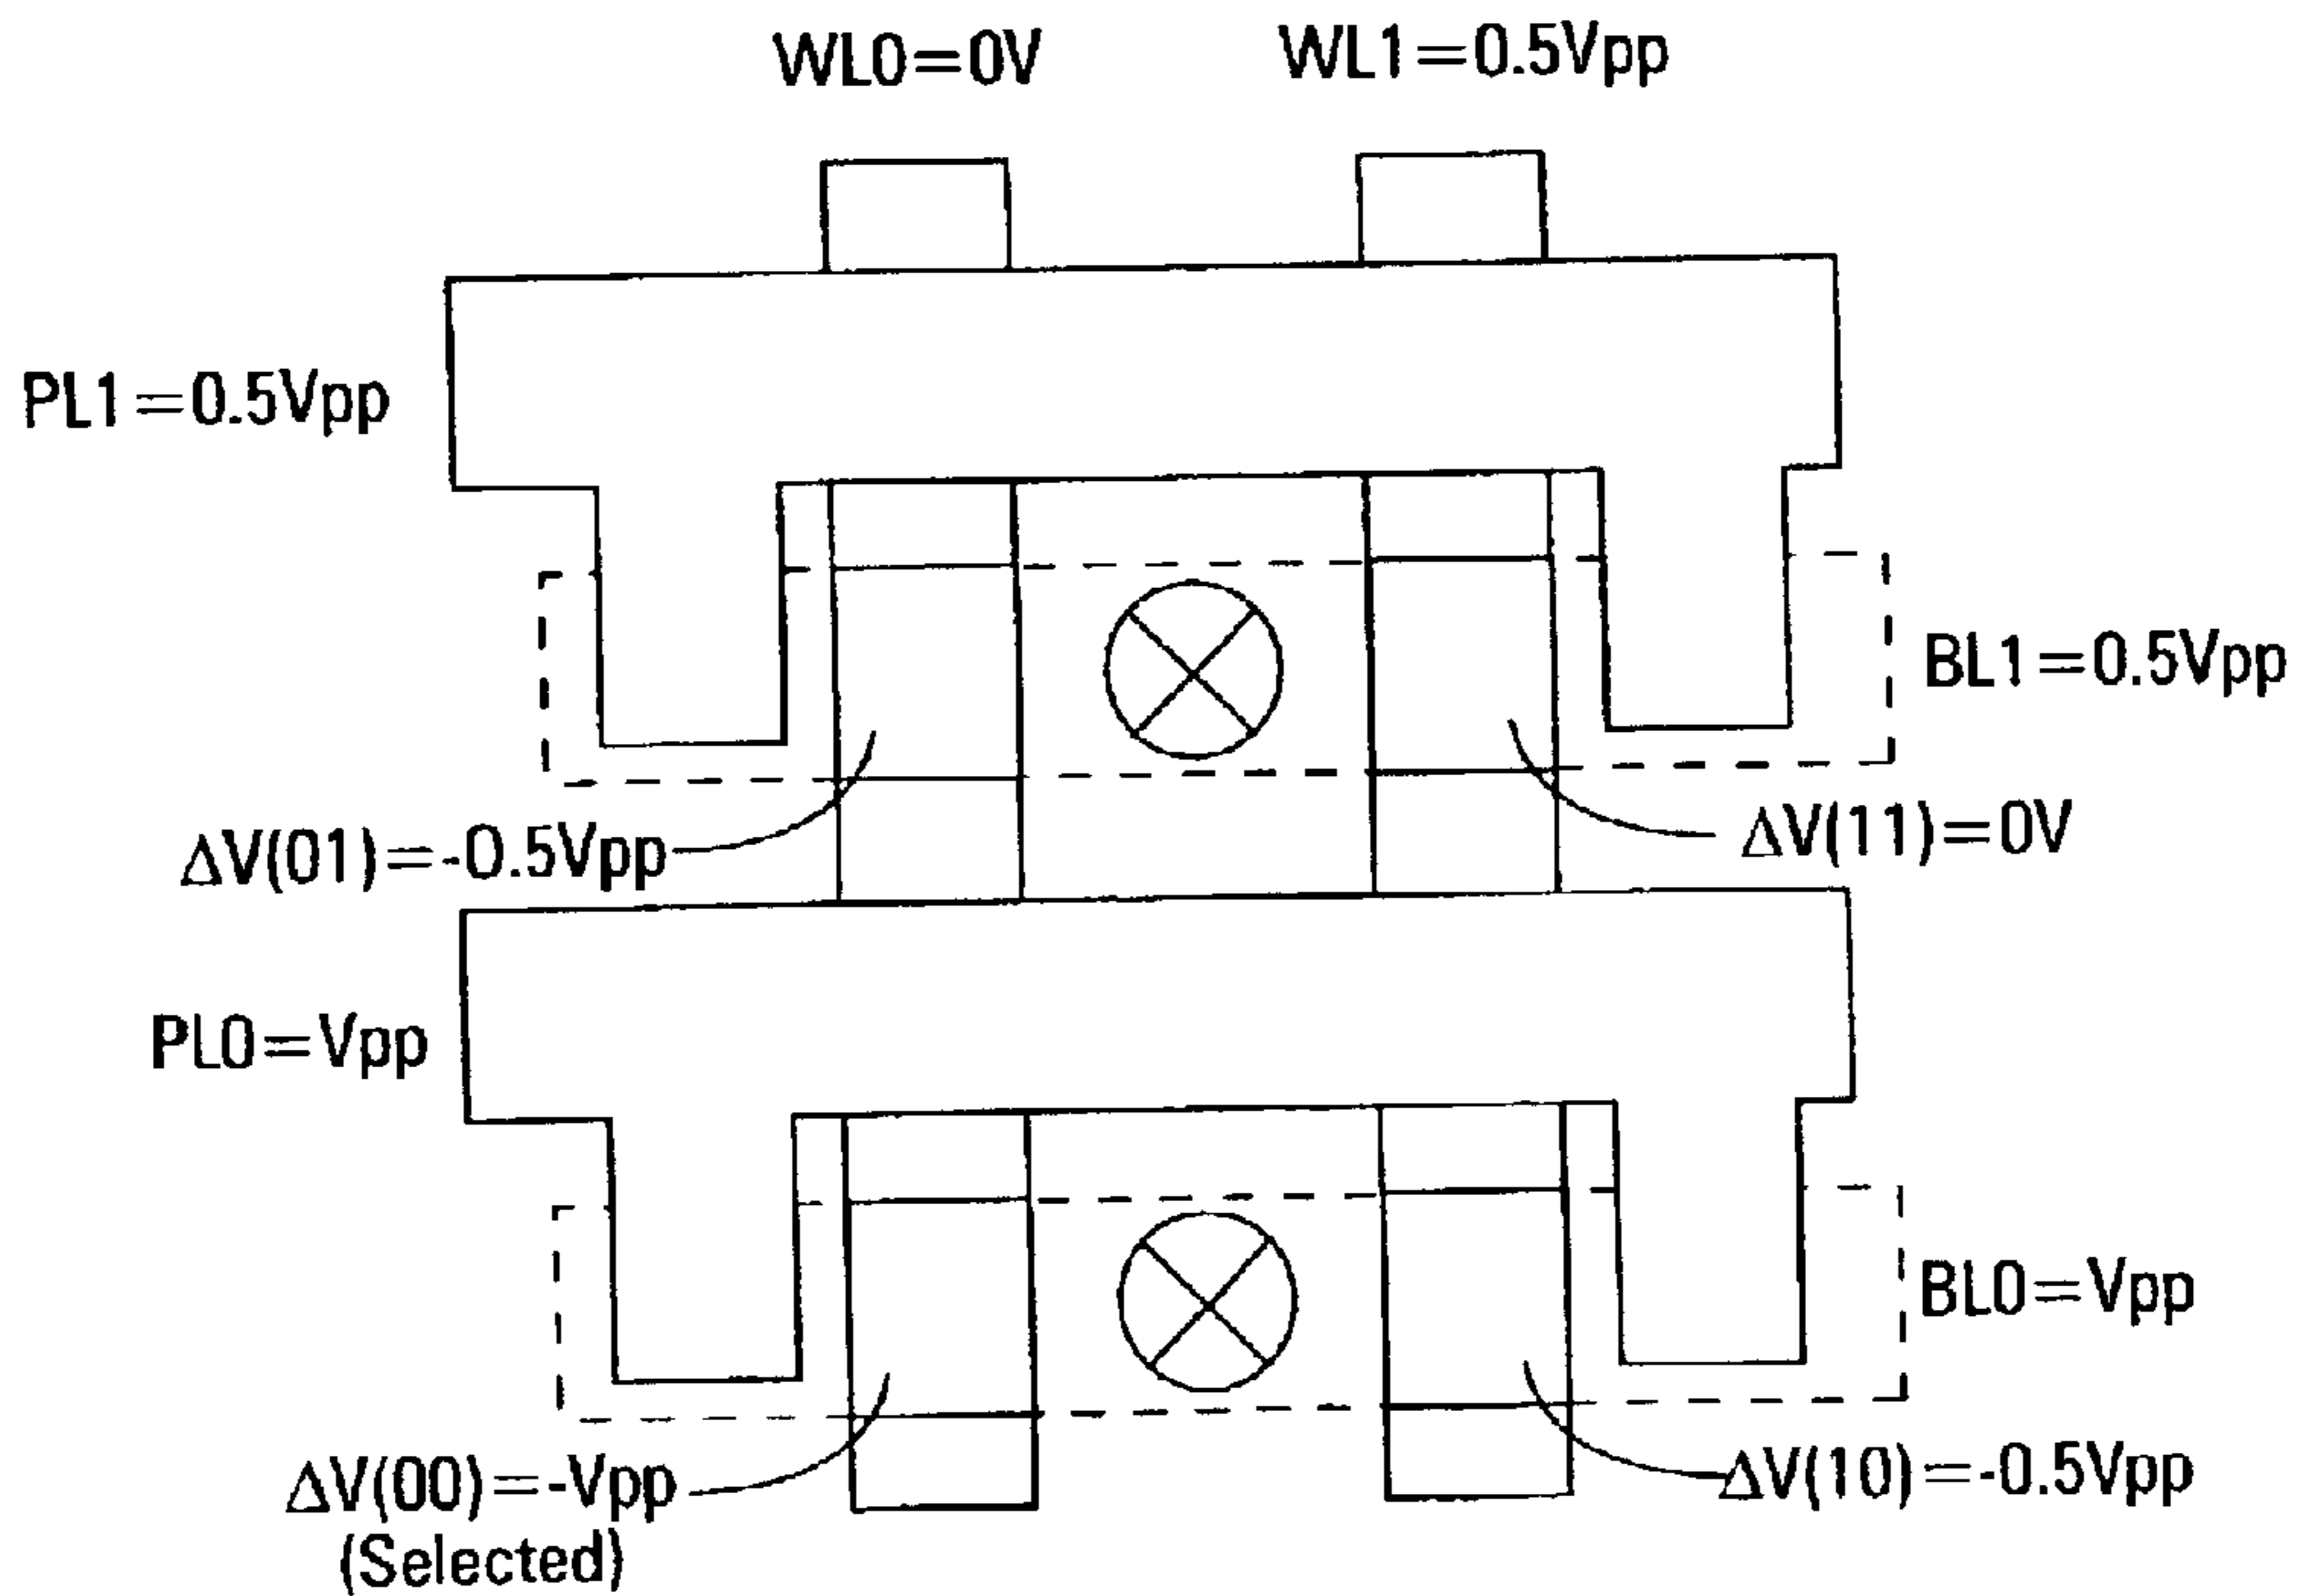 WL0=0V
WL1=0.5Vpp
PL1=0.5Vpp
BL1=0.5Vpp
ΔV(01)=-0.5Vpp
ΔV(11)=0V
PL0=Vpp
BL0=Vpp
ΔV(00)=-Vpp
(Selected)
ΔV(10)=-0.5Vpp